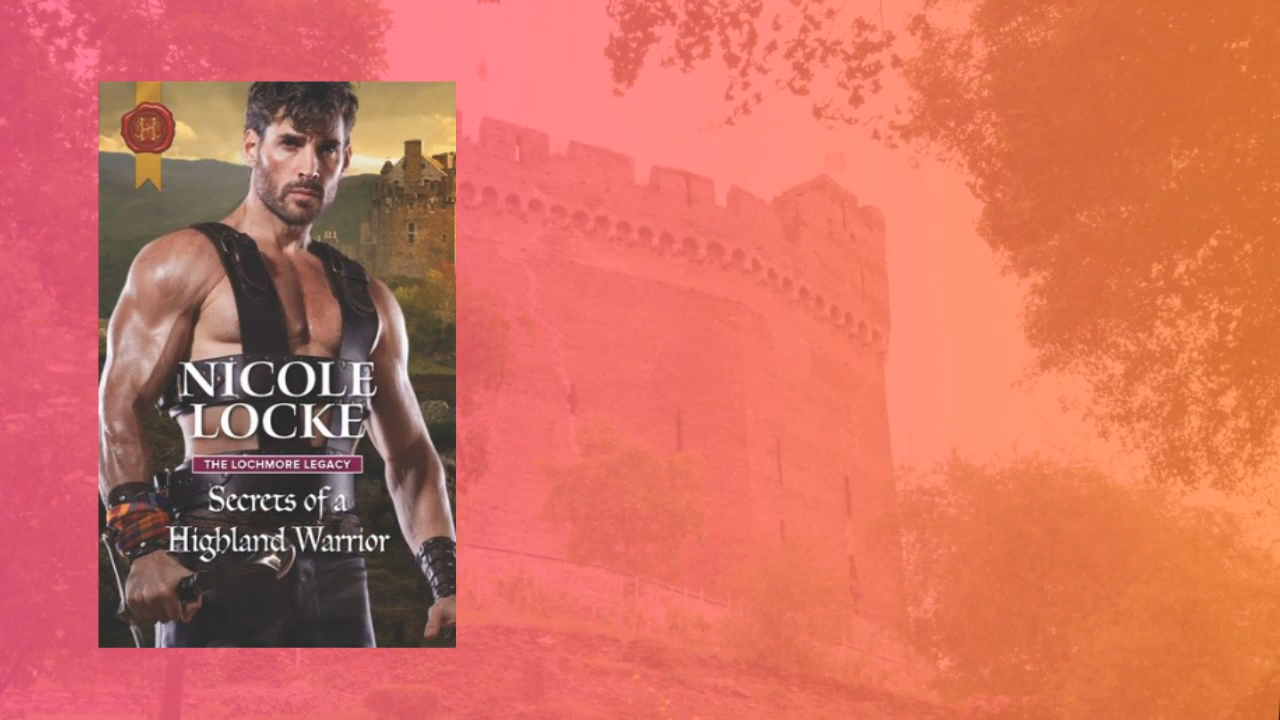 H
NICOLE
LOCKE
THE LOCHMORE LEGACY
Secrets of a
Highland Warrior